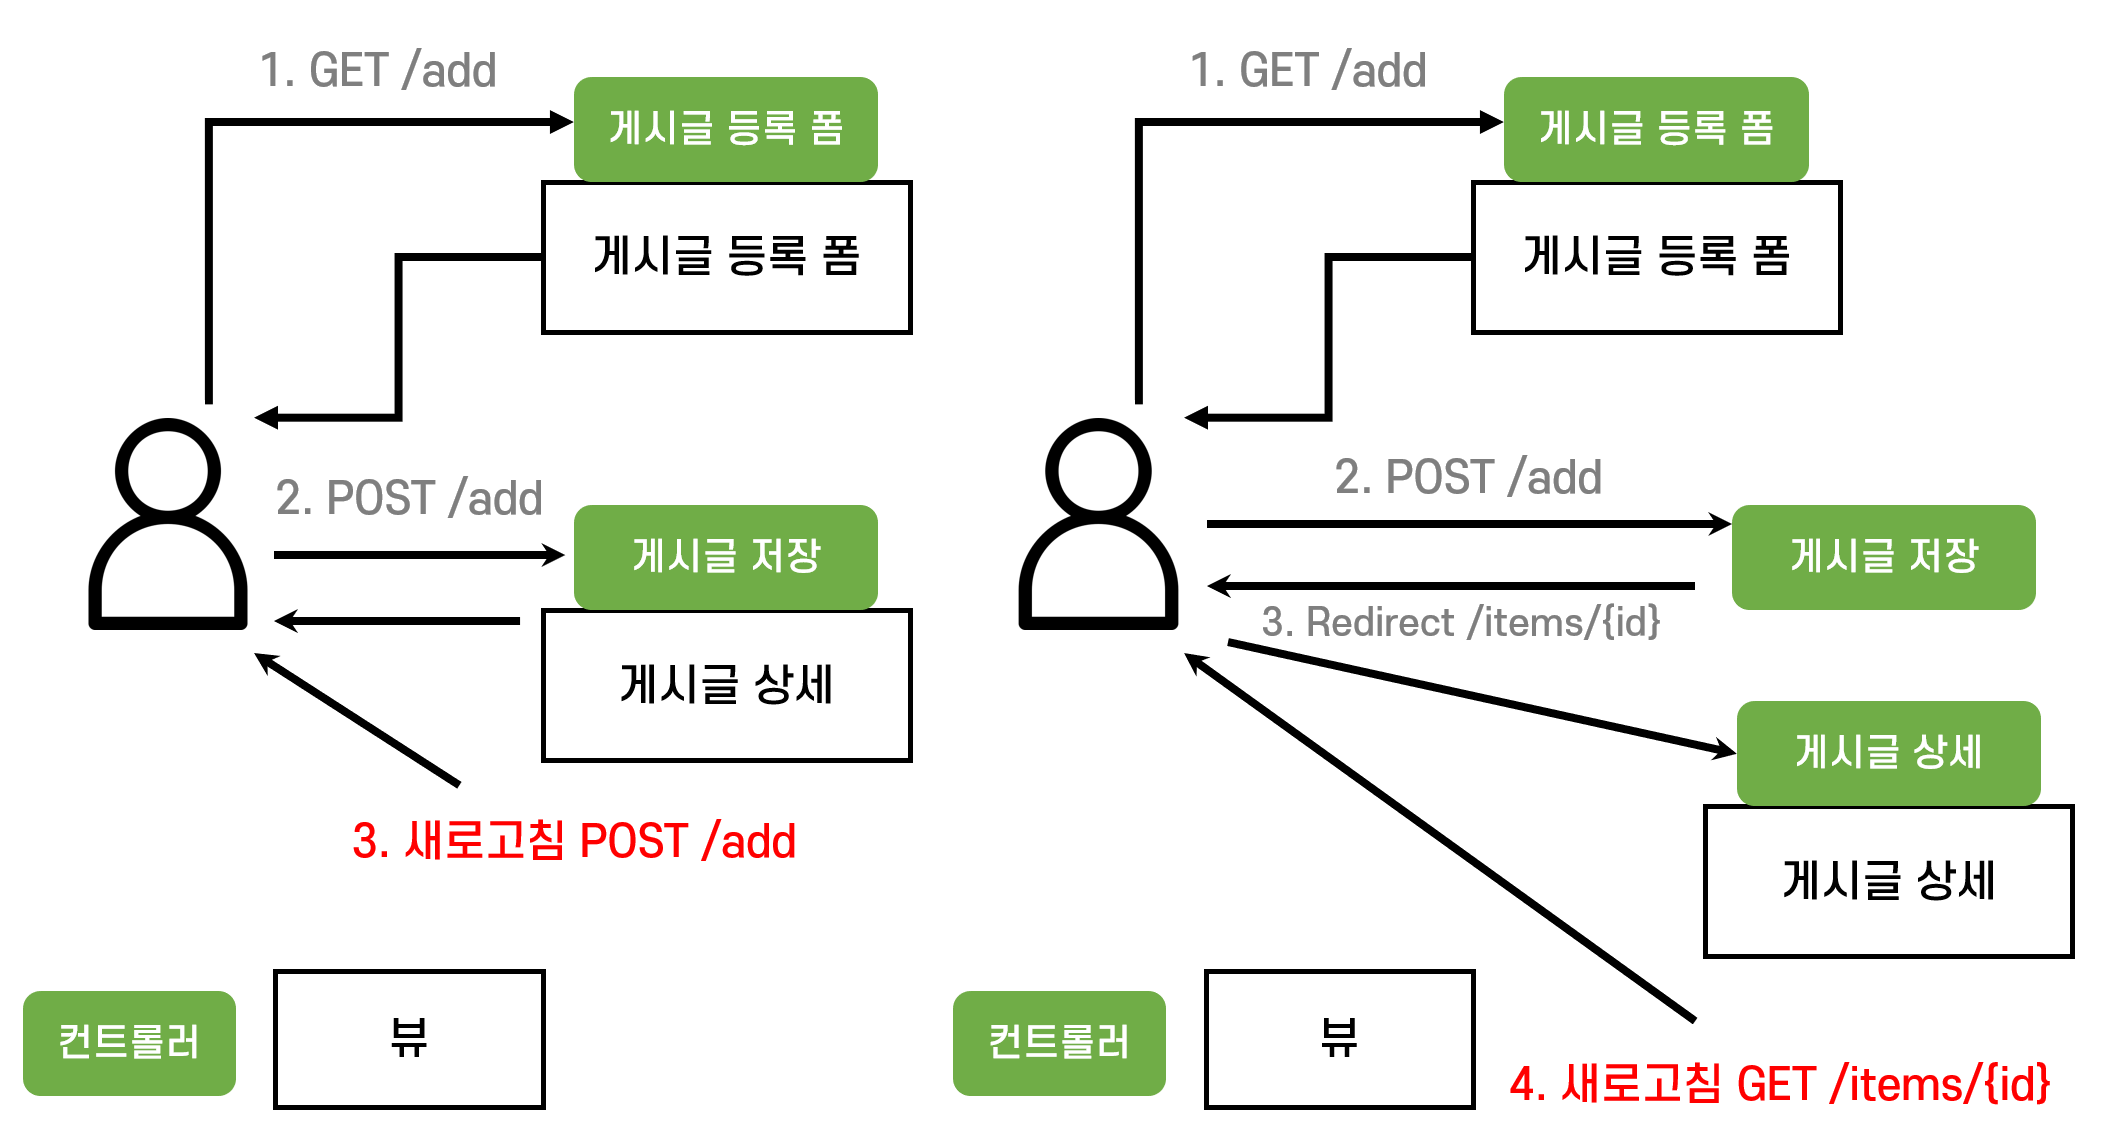 1. GET /add
게시글 등록 폼
게시글 등록 폼
2. POST /add
게시글 저장
게시글 상세
3. 새로고침 POST /add
컨트롤러
뷰
1. GET /add
게시글 등록 폼
게시글 등록 폼
2. POST /add
게시글 저장
3. Redirect /items/{id}
게시글 상세
게시글 상세
4. 새로고침 GET /items/{id}
컨트롤러
뷰